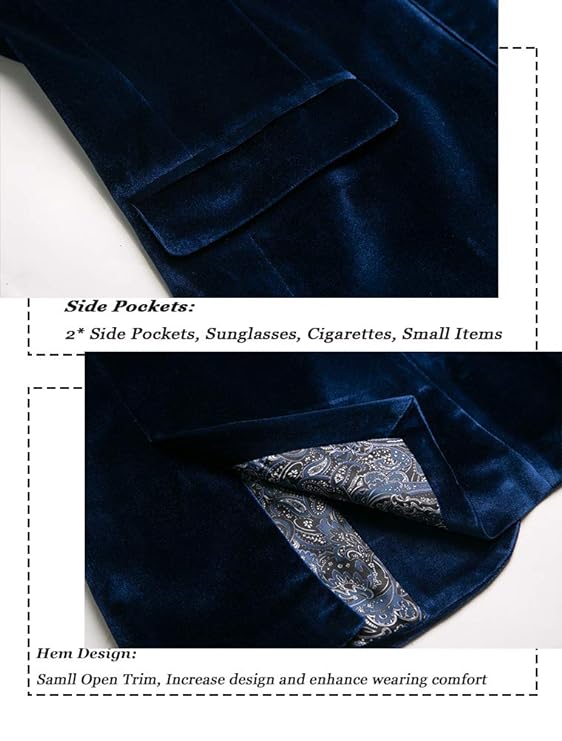 Side Pockets:
2* Side Pockets, Sunglasses, Cigarettes, Small Items
Hem Design:
Samll Open Trim, Increase design and enhance wearing comfort